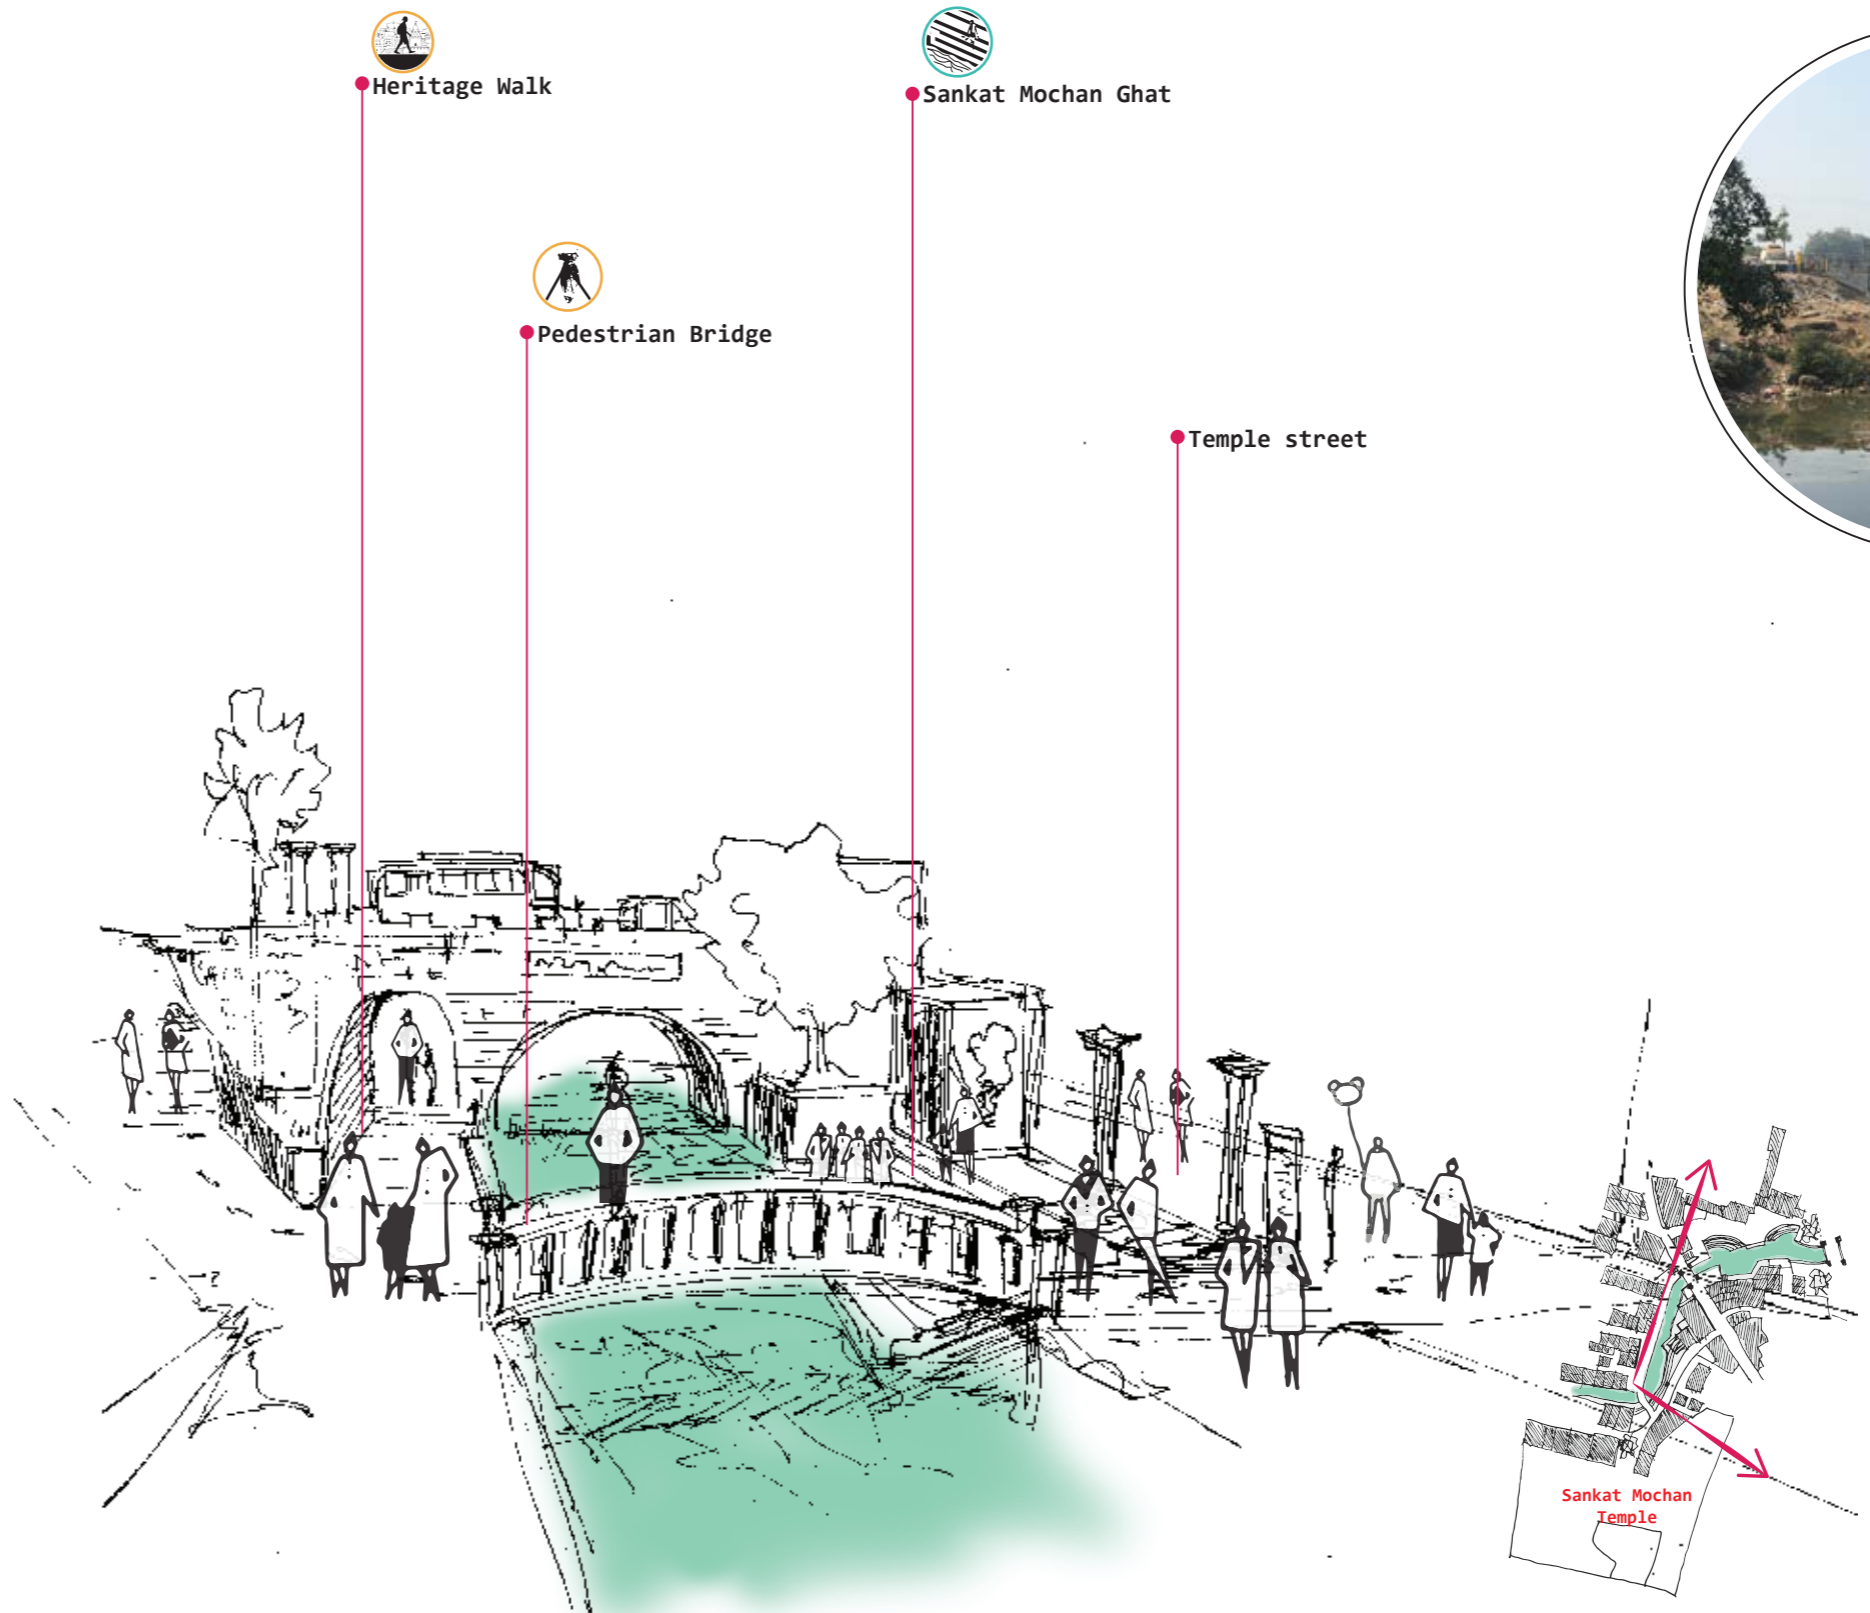 Heritage Walk
Sankat Mochan Ghat
Pedestrian Bridge
Temple street
Sankat Mochan
Temple